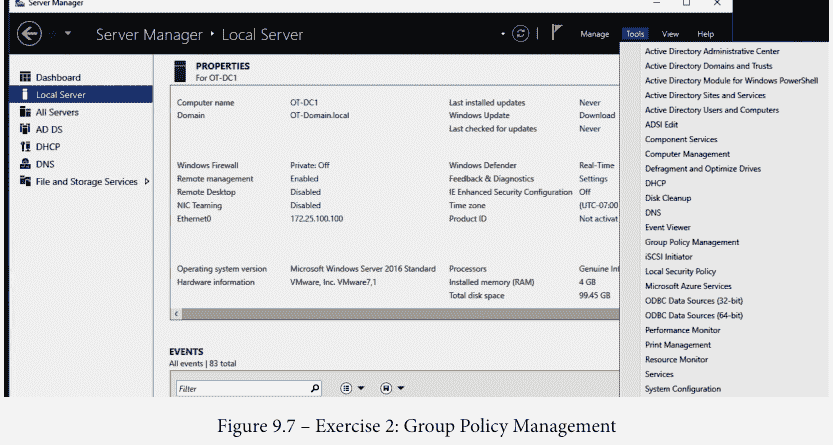 Server Manager
Server Manager • Local Server
Manage Tools View Help
Dashboard
Local Server
All Servers
AD DS
DHCP
DNS
File and Storage Services
PROPERTIES
For OT-DC1
Computer name OT-DC1 Last installed updates Never
Domain OT-Domain.local Windows Update Download
Last checked for updates Never
Windows Firewall Private: Off Windows Defender Real-Time
Remote management Enabled Feedback & Diagnostics Settings
Remote Desktop Disabled IE Enhanced Security Configuration Off
NIC Teaming Disabled Time zone (UTC-07:00
Ethernet0 172.25.100.100 Product ID Not activat
Operating system version Microsoft Windows Server 2016 Standard Processors Genuine Int
Hardware information VMware, Inc. VMware7,1 Installed memory (RAM) 4 GB
Total disk space 99.45 GB
EVENTS
All events | 83 total
Filter
Active Directory Administrative Center
Active Directory Domains and Trusts
Active Directory Module for Windows PowerShell
Active Directory Sites and Services
Active Directory Users and Computers
ADSI Edit
Component Services
Computer Management
Defragment and Optimize Drives
DHCP
Disk Cleanup
DNS
Event Viewer
Group Policy Management
iSCSI Initiator
Local Security Policy
Microsoft Azure Services
ODBC Data Sources (32-bit)
ODBC Data Sources (64-bit)
Performance Monitor
Print Management
Resource Monitor
Services
System Configuration
Figure 9.7 – Exercise 2: Group Policy Management